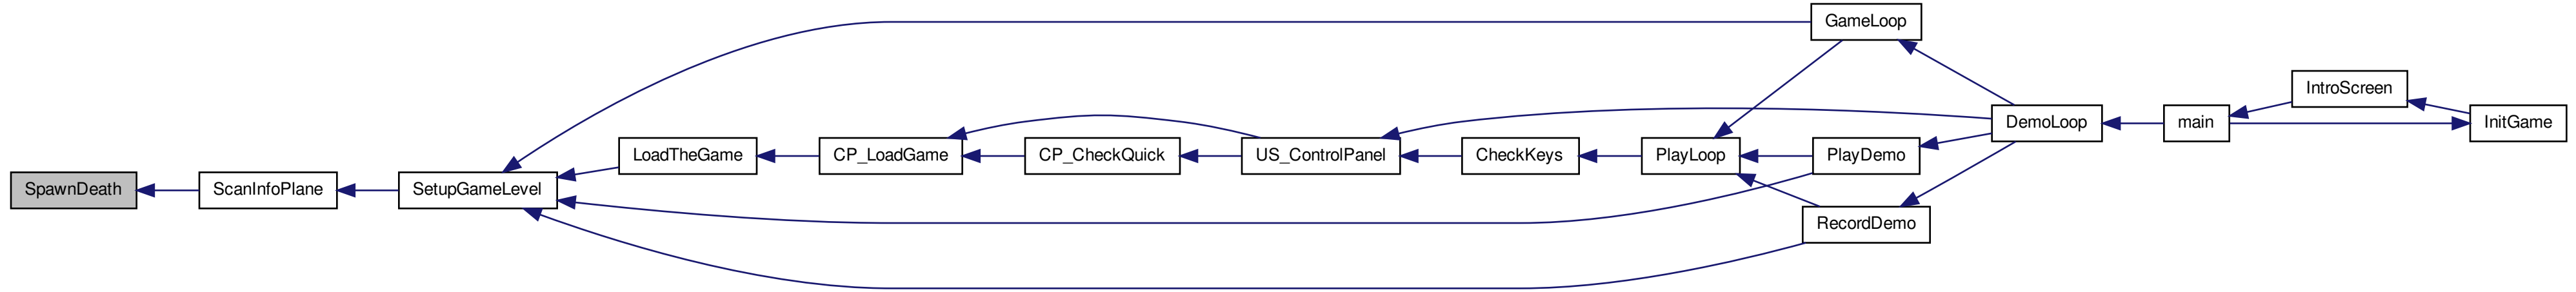 SpawnDeath
ScanInfoPlane
SetupGameLevel
LoadTheGame
CP_LoadGame
CP_CheckQuick
US_ControlPanel
CheckKeys
PlayLoop
GameLoop
PlayDemo
RecordDemo
DemoLoop
main
IntroScreen
InitGame